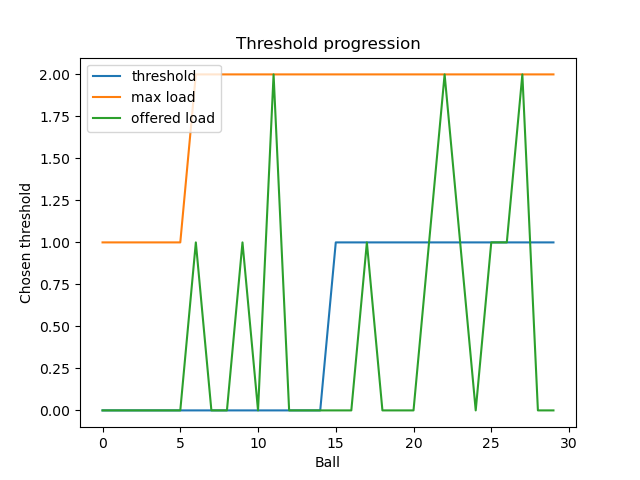 Threshold progression
threshold
max load
offered load
Chosen threshold
2.00
1.75
1.50
1.25
1.00
0.75
0.50
0.25
0.00
0 5 10 15 20 25 30
Ball